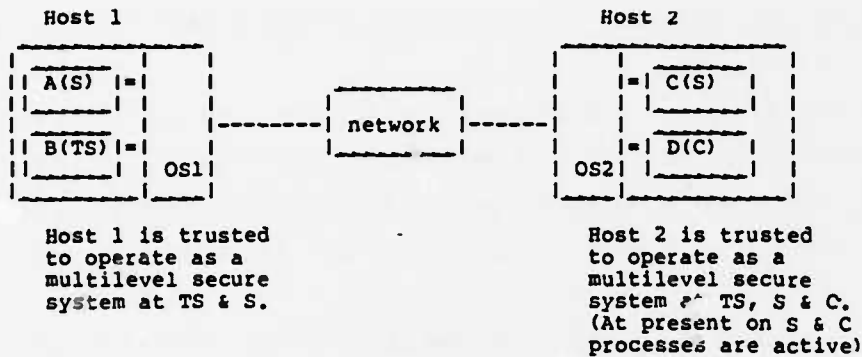 Host 1 Host 2
A(S) C(S)
network
B(TS) D(C)
OS1 OS2
Host 1 is trusted
to operate as a
multilevel secure
system at TS & S.
Host 2 is trusted
to operate as a
multilevel secure
system at TS, S & C.
(At present on S & C
processes are active)